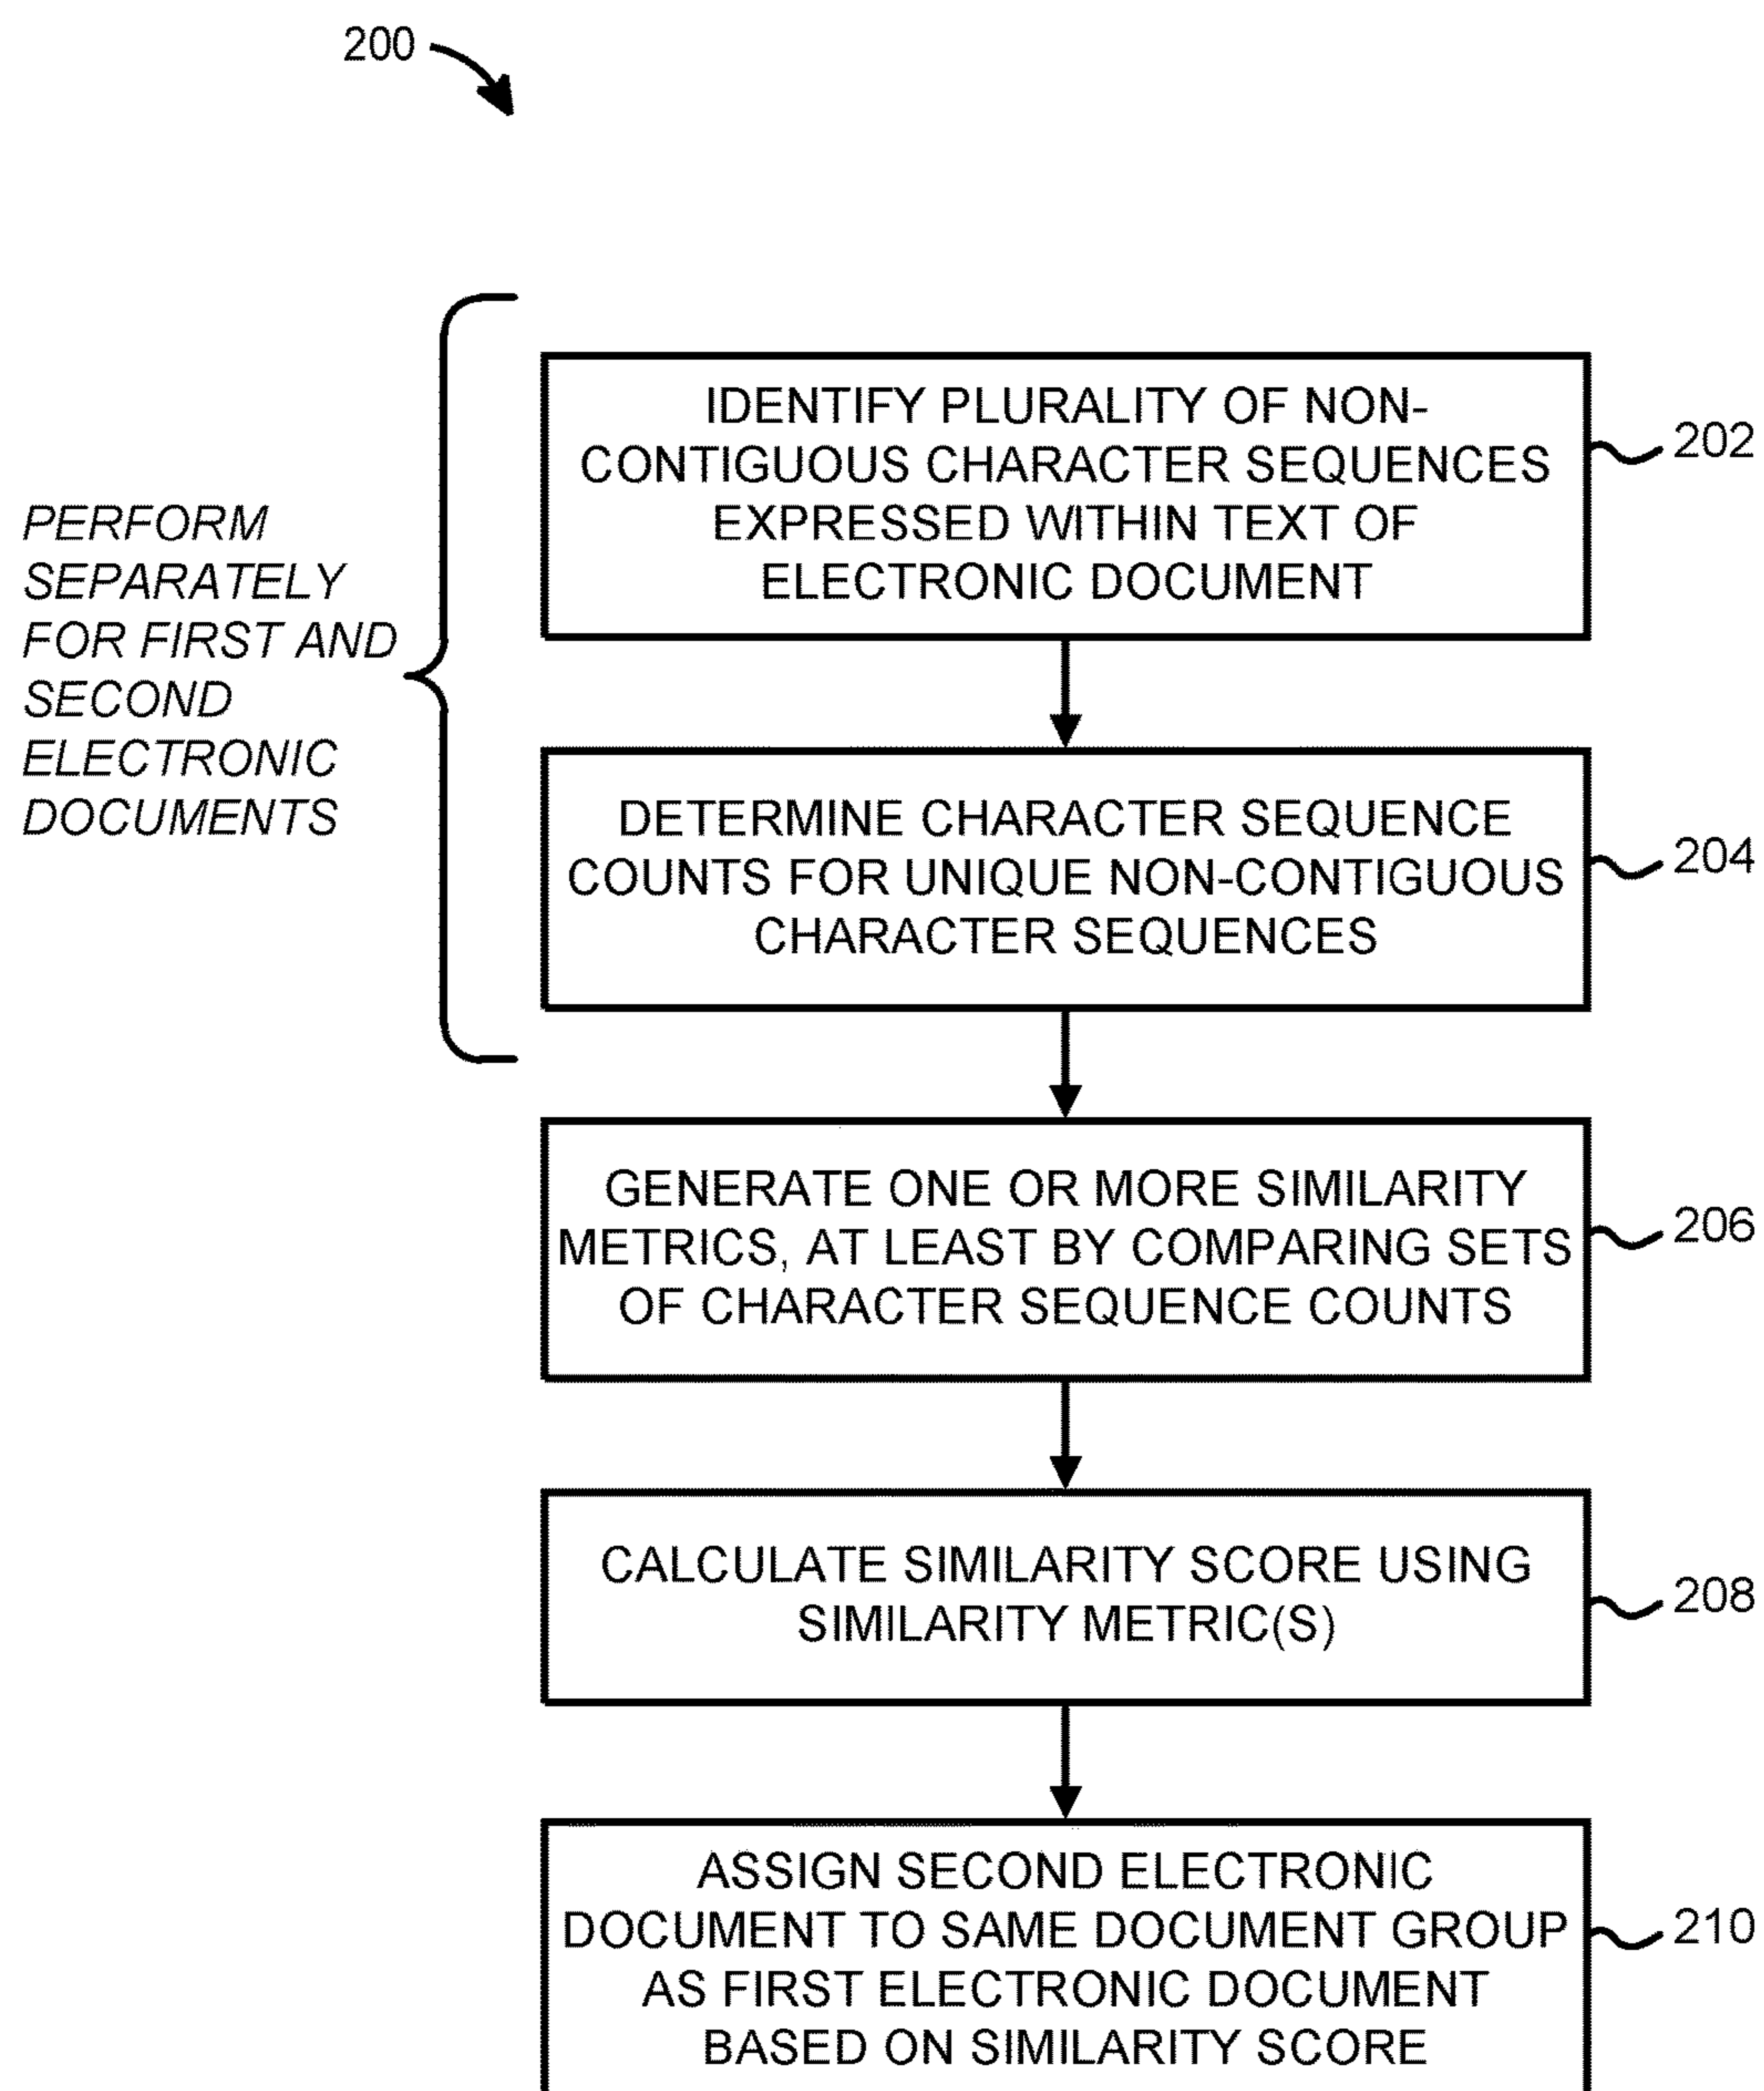 200
PERFORM
SEPARATELY
FOR FIRST AND
SECOND
ELECTRONIC
DOCUMENTS
IDENTIFY PLURALITY OF NON-
CONTIGUOUS CHARACTER SEQUENCES
EXPRESSED WITHIN TEXT OF
ELECTRONIC DOCUMENT
202
DETERMINE CHARACTER SEQUENCE
COUNTS FOR UNIQUE NON-CONTIGUOUS
CHARACTER SEQUENCES
204
GENERATE ONE OR MORE SIMILARITY
METRICS, AT LEAST BY COMPARING SETS
OF CHARACTER SEQUENCE COUNTS
206
CALCULATE SIMILARITY SCORE USING
SIMILARITY METRIC(S)
208
ASSIGN SECOND ELECTRONIC
DOCUMENT TO SAME DOCUMENT GROUP
AS FIRST ELECTRONIC DOCUMENT
BASED ON SIMILARITY SCORE
210